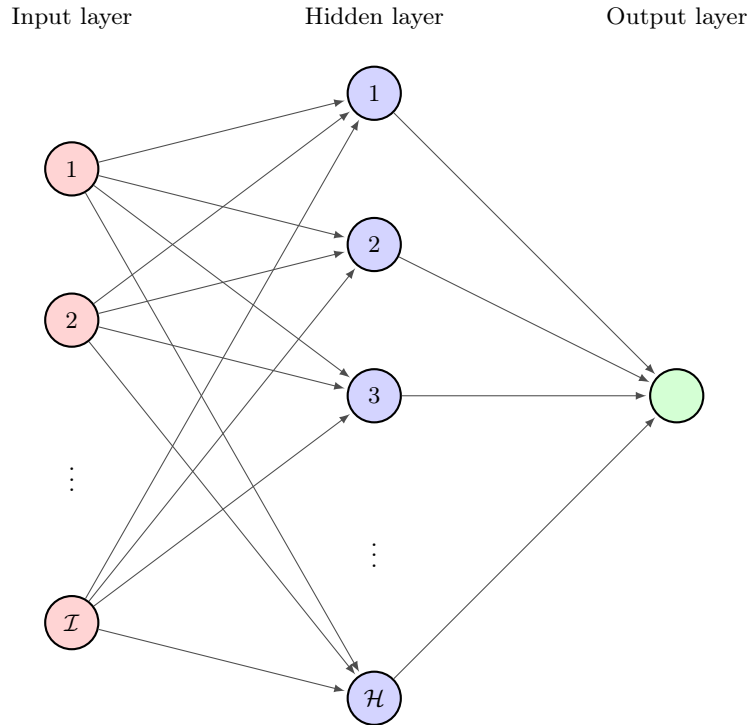 Input layer
Hidden layer
Output layer
1
2
⋮
ℐ
1
2
3
⋮
ℋ